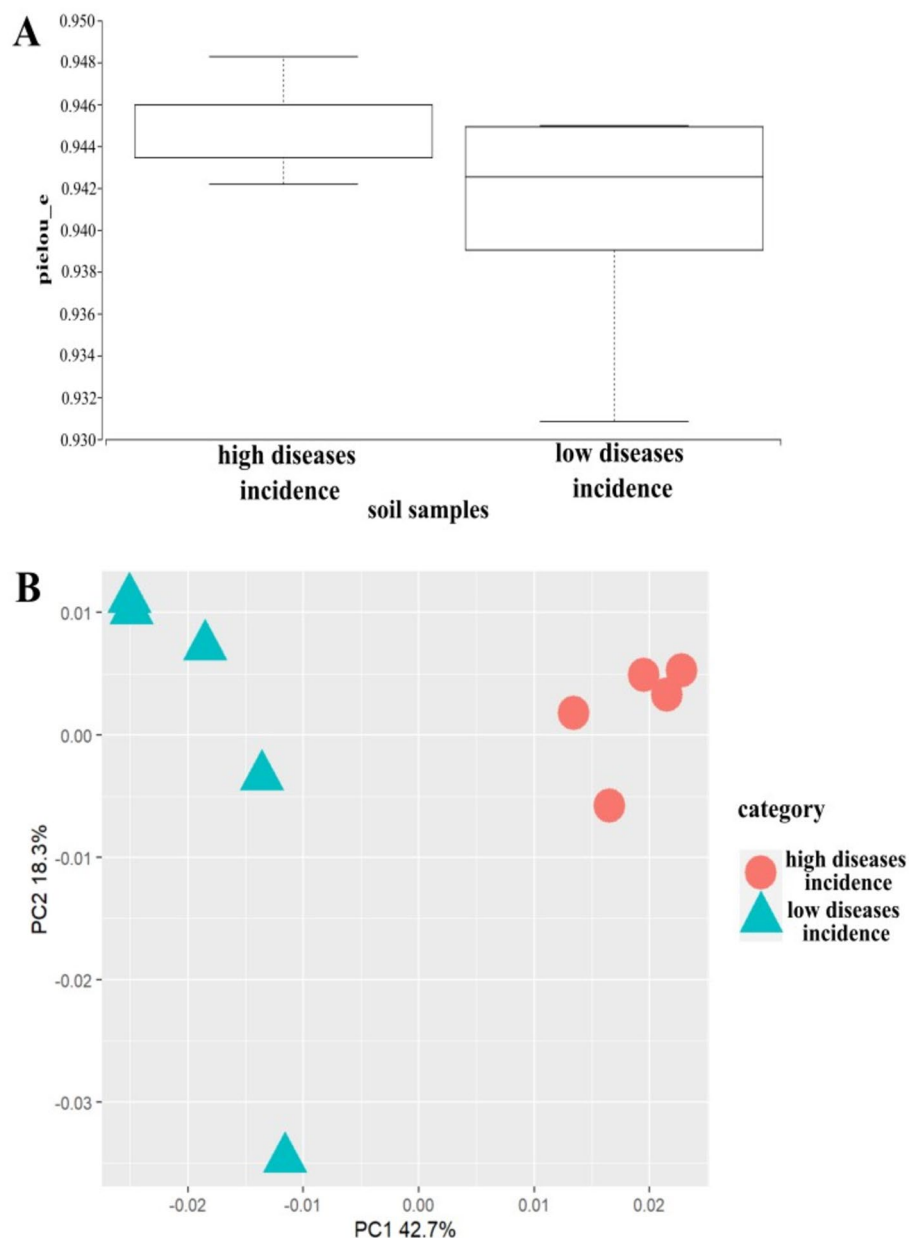 A
0.950
0.948
0.946
0.944
0.942
0.940
0.938
0.936
0.934
0.932
0.930
pielou_e
high diseases
incidence
low diseases
incidence
soil samples
B
0.01
0.00
-0.01
-0.02
-0.03
PC2 18.3%
-0.02
-0.01
0.00
0.01
0.02
PC1 42.7%
category
high diseases
incidence
low diseases
incidence